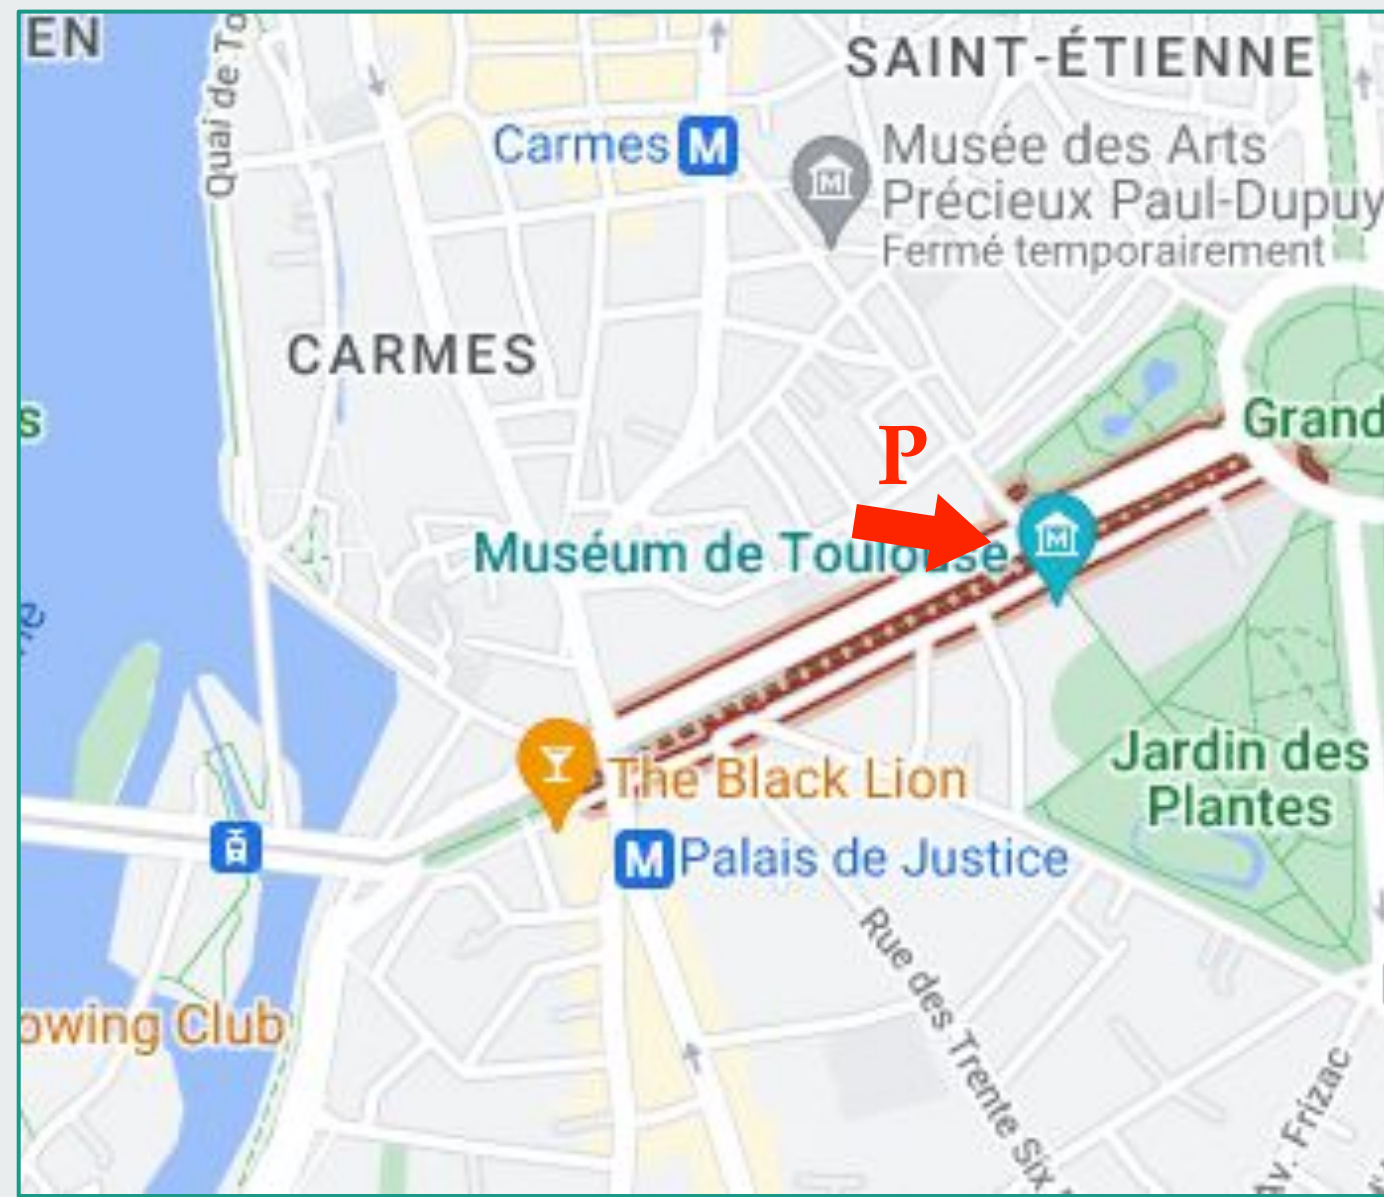 EN
Quai de To
SAINT-ÉTIENNE
Carmes M
M
Musée des Arts
Précieux Paul-Dupuy
Fermé temporairement
CARMES
s
Grand
P
Muséum de Toulouse
M
Jardin des
Plantes
The Black Lion
M Palais de Justice
Rue des Trente Six
owing Club
Av. Frizac